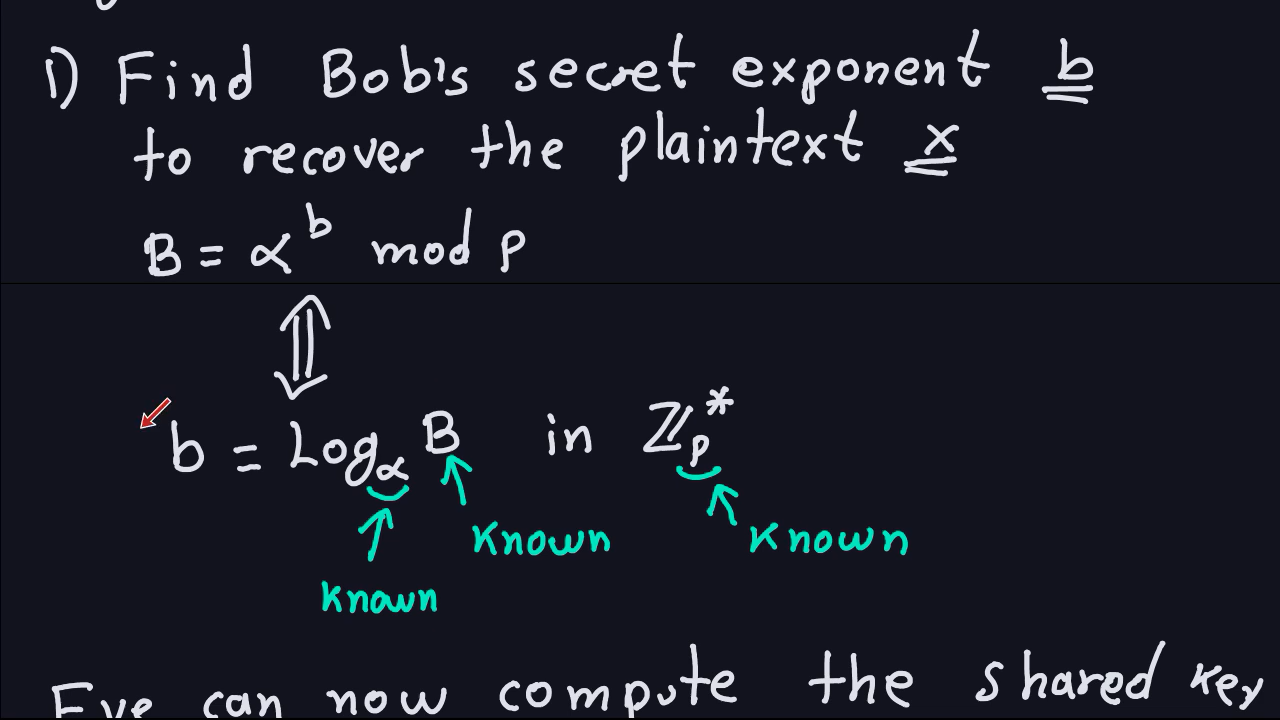 1) Find Bob's secret exponent b
to recover the plaintext x
B = α^b mod p
b = Log_α B in ℤ_p^*
Known Known
Known
Eve can now compute the shared key